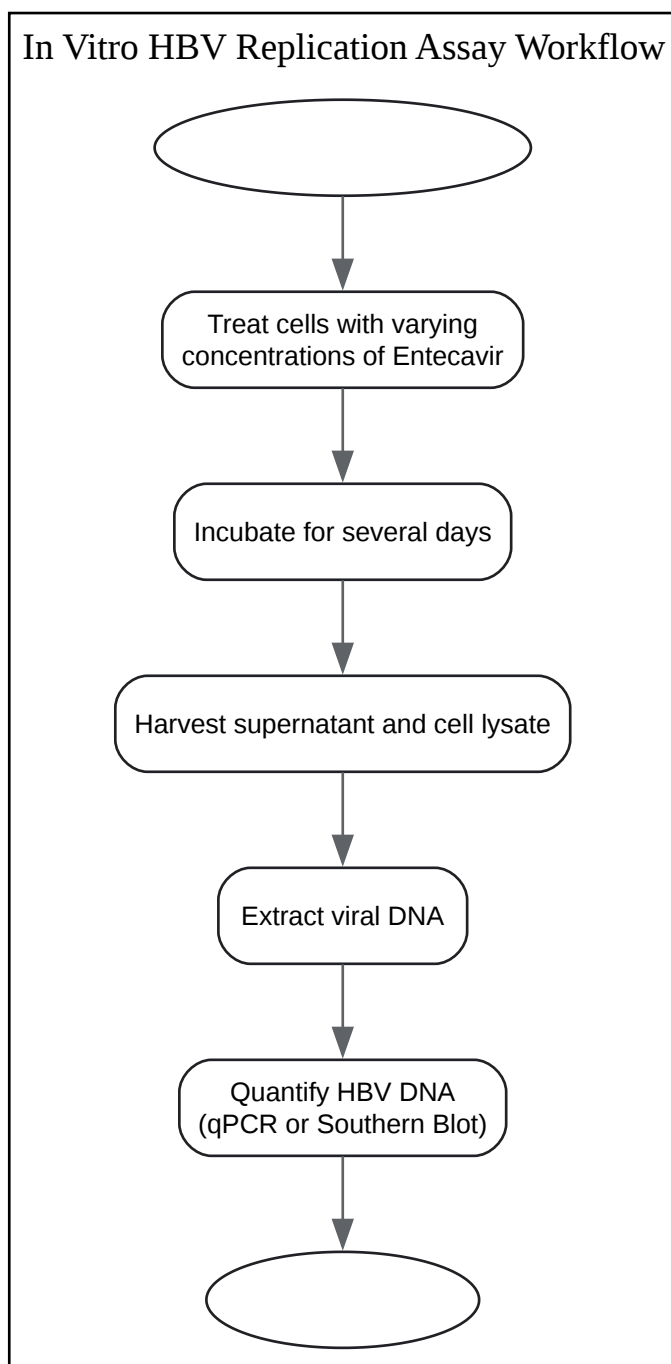 In Vitro HBV Replication Assay Workflow
Treat cells with varying
concentrations of Entecavir
Incubate for several days
Harvest supernatant and cell lysate
Extract viral DNA
Quantify HBV DNA
(qPCR or Southern Blot)